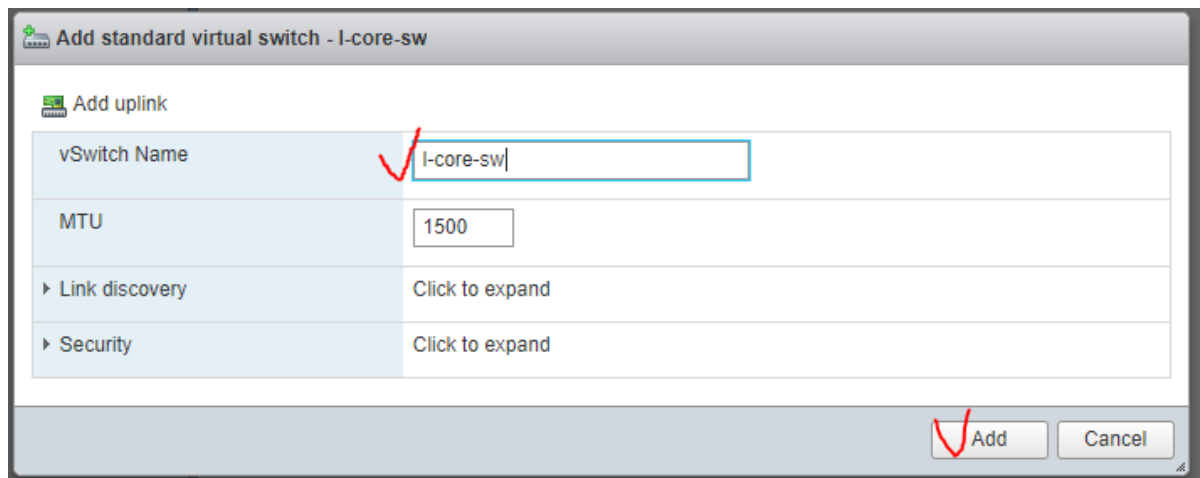 Add standard virtual switch - I-core-sw
Add uplink
vSwitch Name I-core-sw
MTU 1500
Link discovery Click to expand
Security Click to expand
Add Cancel